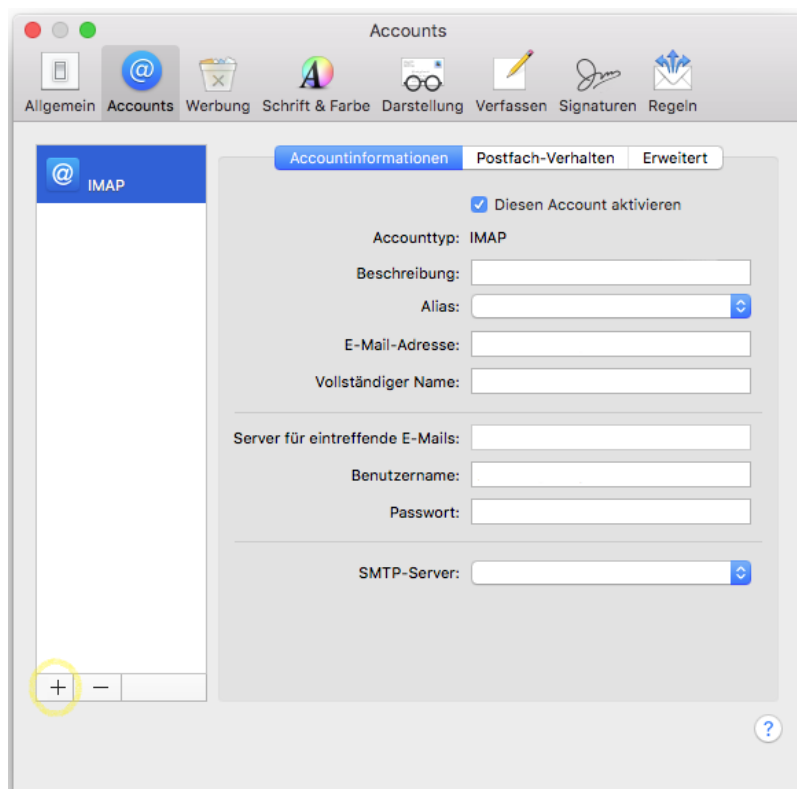 Accounts
Allgemein Accounts Werbung Schrift & Farbe Darstellung Verfassen Signaturen Regeln
@ IMAP
Accountinformationen Postfach-Verhalten Erweitert
Diesen Account aktivieren
Accounttyp: IMAP
Beschreibung:
Alias:
E-Mail-Adresse:
Vollständiger Name:
Server für eintreffende E-Mails:
Benutzername:
Passwort:
SMTP-Server:
+ −
?